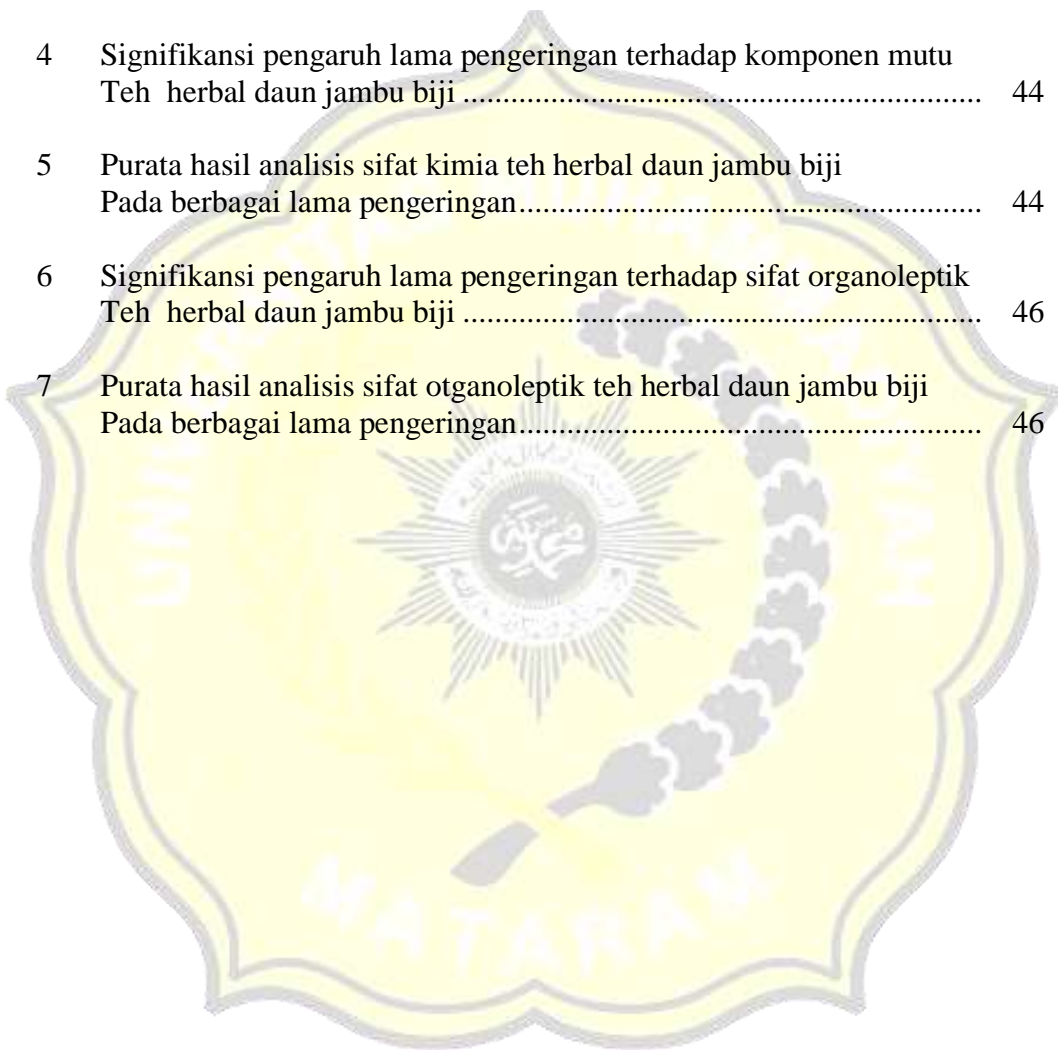 4 Signifikansi pengaruh lama pengeringan terhadap komponen mutu
Teh herbal daun jambu biji ....................................................... 44
5 Purata hasil analisis sifat kimia teh herbal daun jambu biji
Pada berbagai lama pengeringan................................................. 44
6 Signifikansi pengaruh lama pengeringan terhadap sifat organoleptik
Teh herbal daun jambu biji ....................................................... 46
7 Purata hasil analisis sifat otganoleptik teh herbal daun jambu biji
Pada berbagai lama pengeringan................................................. 46
UNIVERSITAS MUHAMMADIYAH
MATARAM